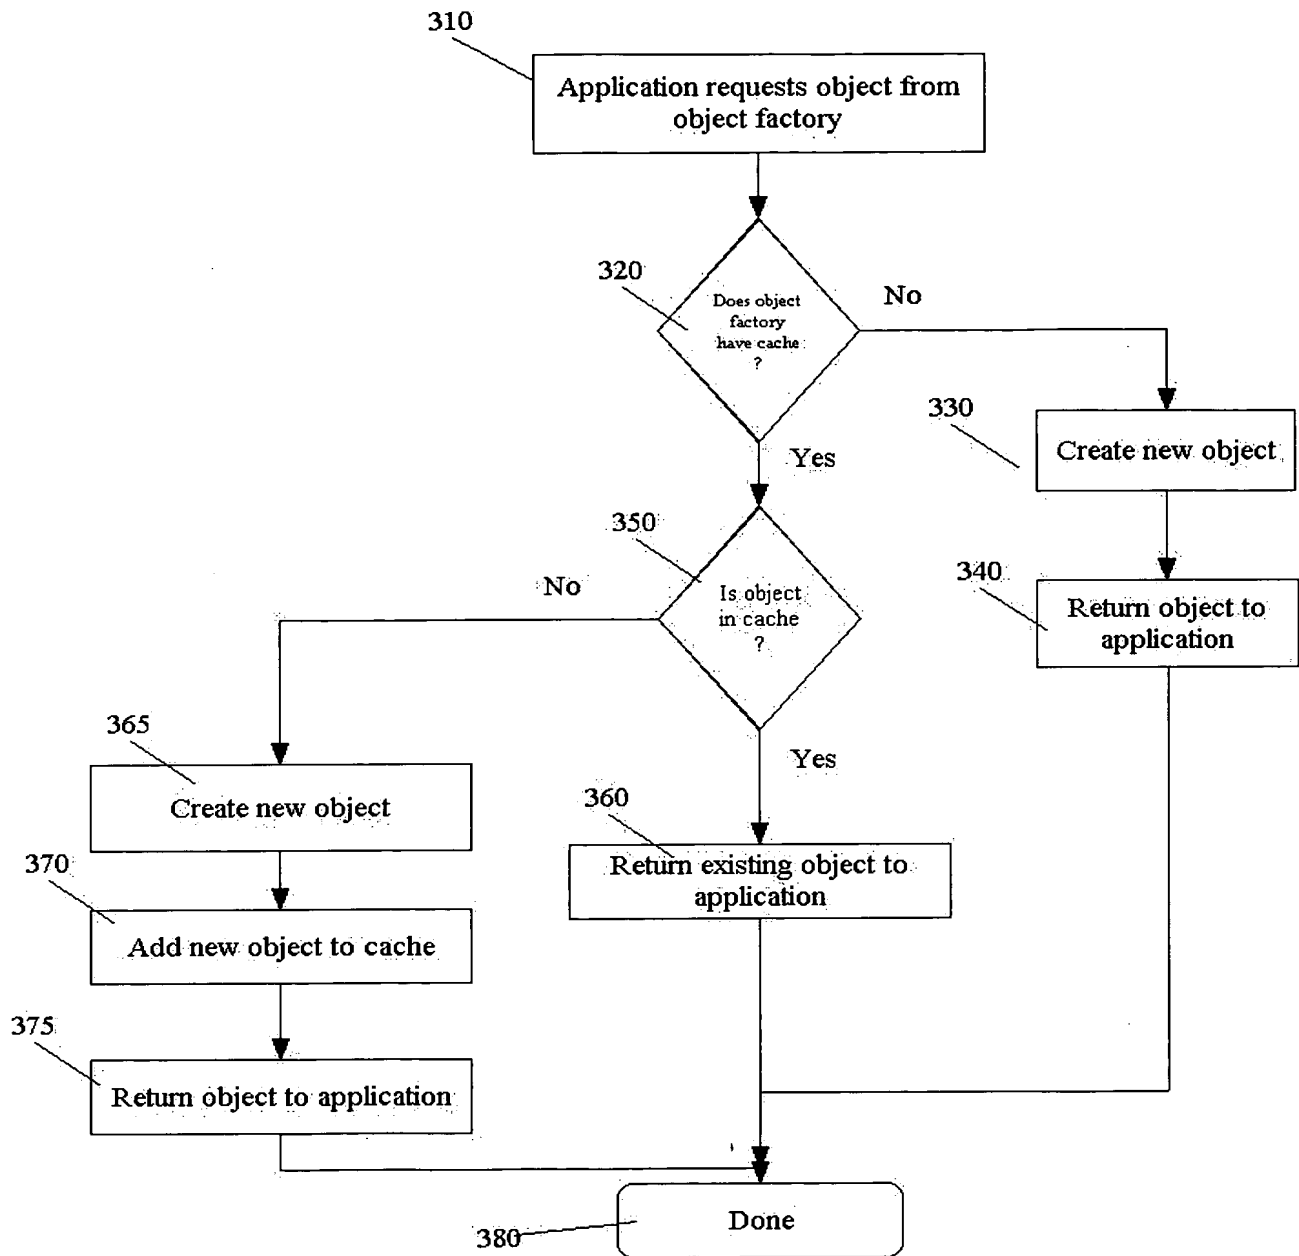 310
Application requests object from
object factory
320
Does object
factory
have cache
?
No
Yes
330
Create new object
340
Return object to
application
350
Is object
in cache
?
No
Yes
365
Create new object
360
Return existing object to
application
370
Add new object to cache
375
Return object to application
380
Done